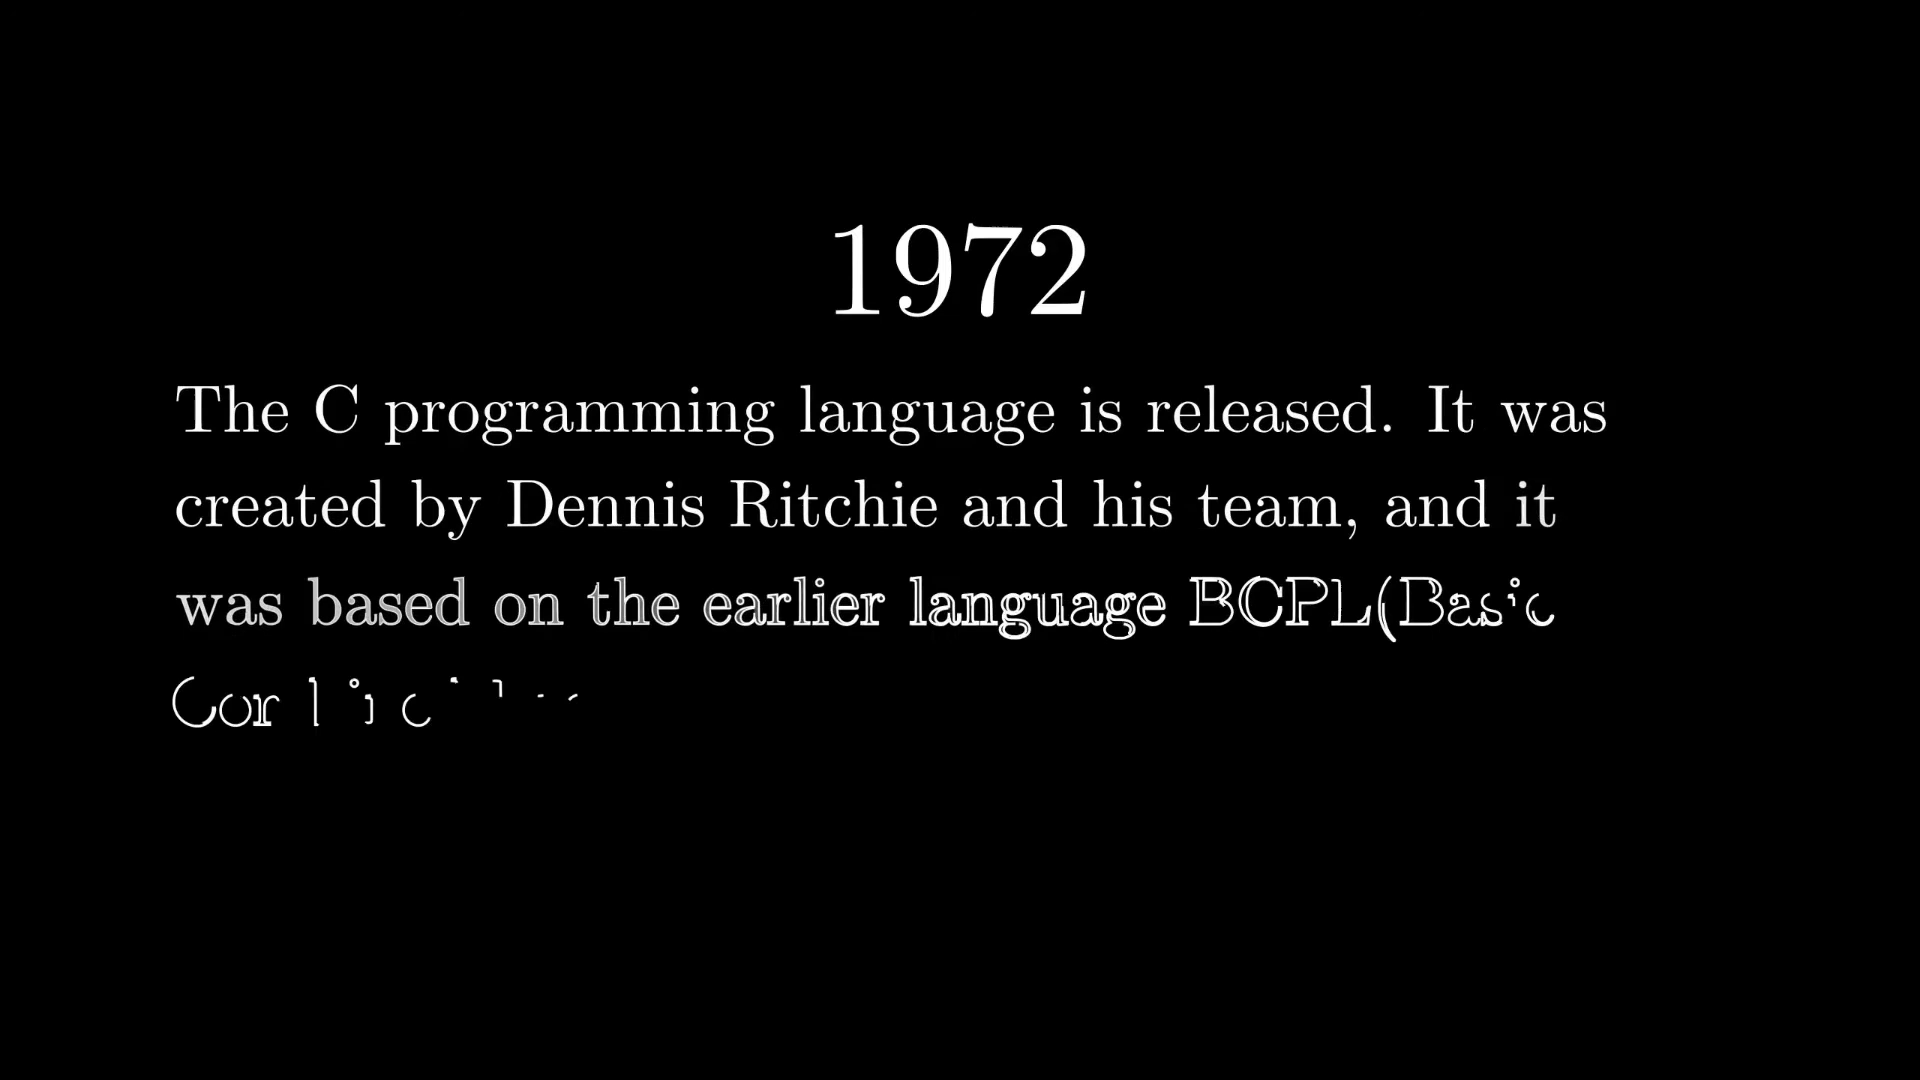 1972
The C programming language is released. It was
created by Dennis Ritchie and his team, and it
was based on the earlier language BCPL(Basic